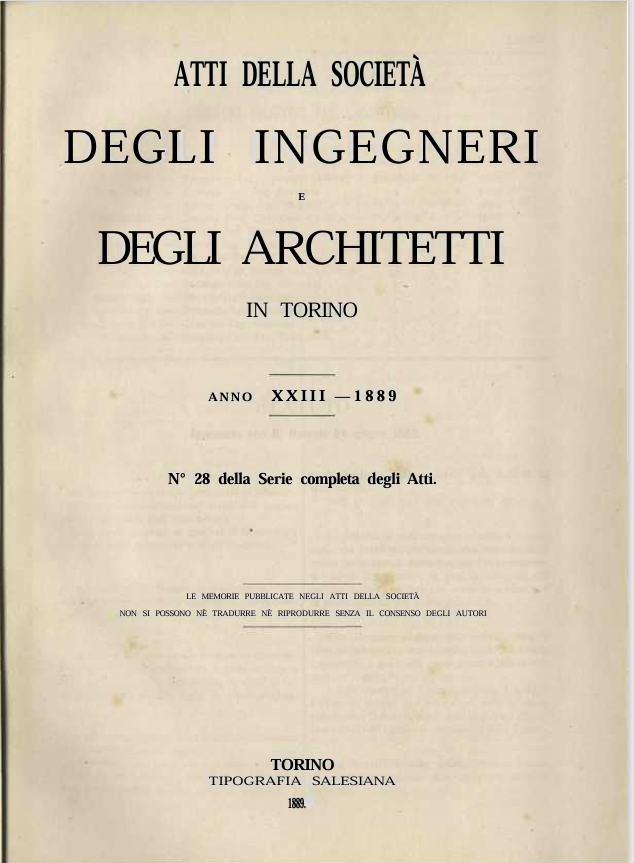 ATTI DELLA SOCIETÀ
DEGLI INGEGNERI
E
DEGLI ARCHITETTI
IN TORINO
ANNO XXIII — 1889
N° 28 della Serie completa degli Atti.
LE MEMORIE PUBBLICATE NEGLI ATTI DELLA SOCIETÀ
NON SI POSSONO NÈ TRADURRE NÈ RIPRODURRE SENZA IL CONSENSO DEGLI AUTORI
TORINO
TIPOGRAFIA SALESIANA
1889.